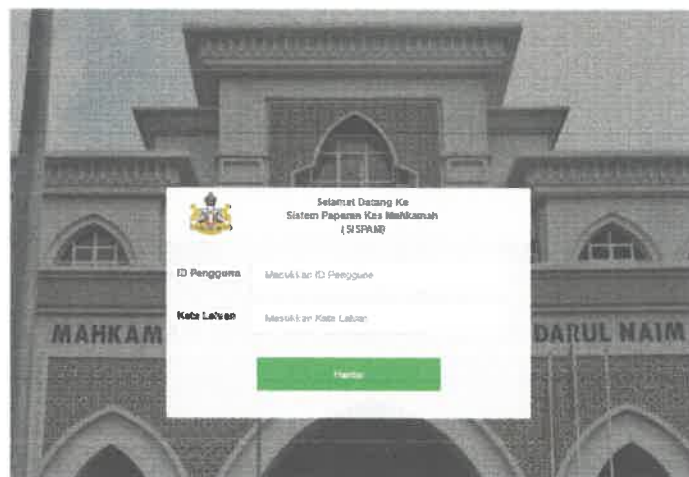 Selamat Datang Ke
Sistem Paparan Kes Mahkamah
(SISPAM)
ID Pengguna
Masukkan ID Pengguna
Kata Laluan
Masukkan Kata Laluan
MAHKAM
DARUL NAIM
Hantar